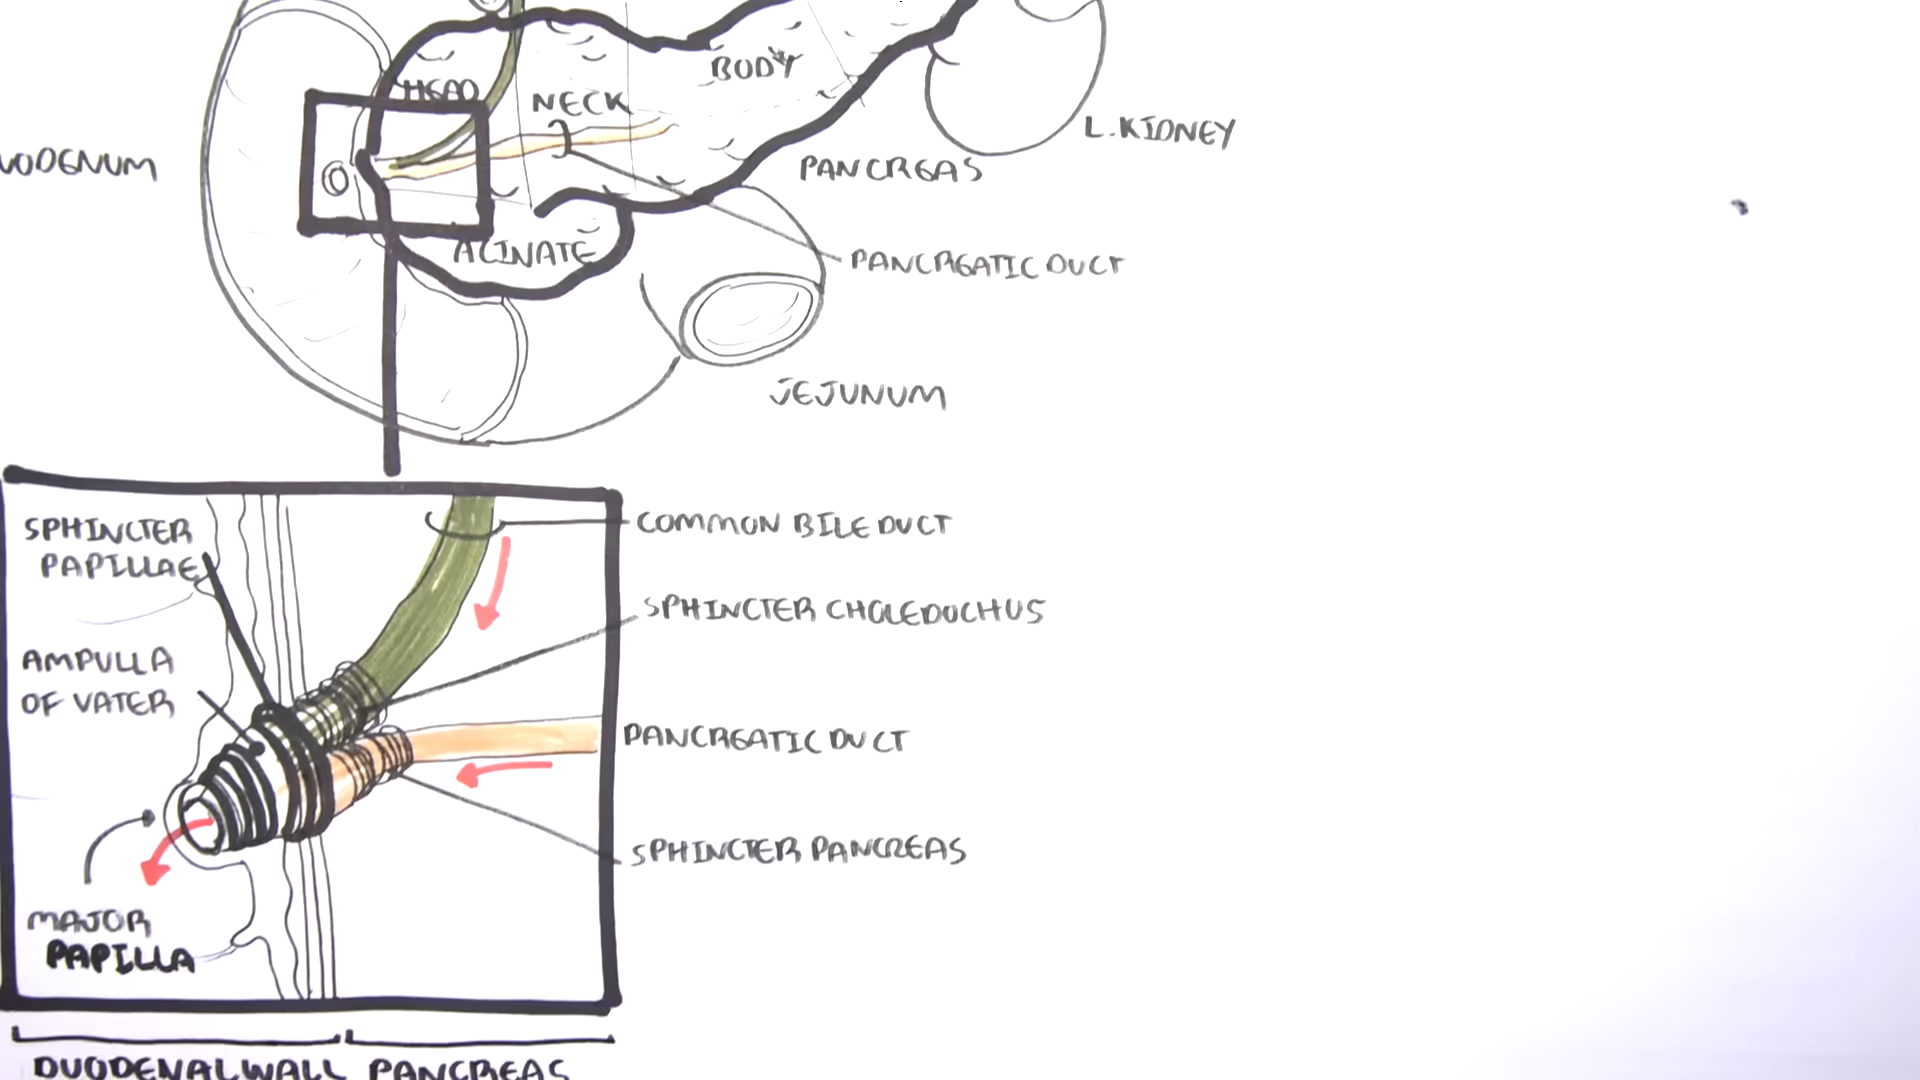 HEAD
NECK
BODY
L.KIDNEY
UODENUM
PANCREAS
ACINATE
PANCREATIC DUCT
JEJUNUM
SPHINCTER
PAPILLAE
COMMON BILE DUCT
SPHINCTER CHOLEDOCHUS
AMPULLA
OF VATER
PANCREATIC DUCT
SPHINCTER PANCREAS
MAJOR
PAPILLA
DUODENAL WALL PANCREAS